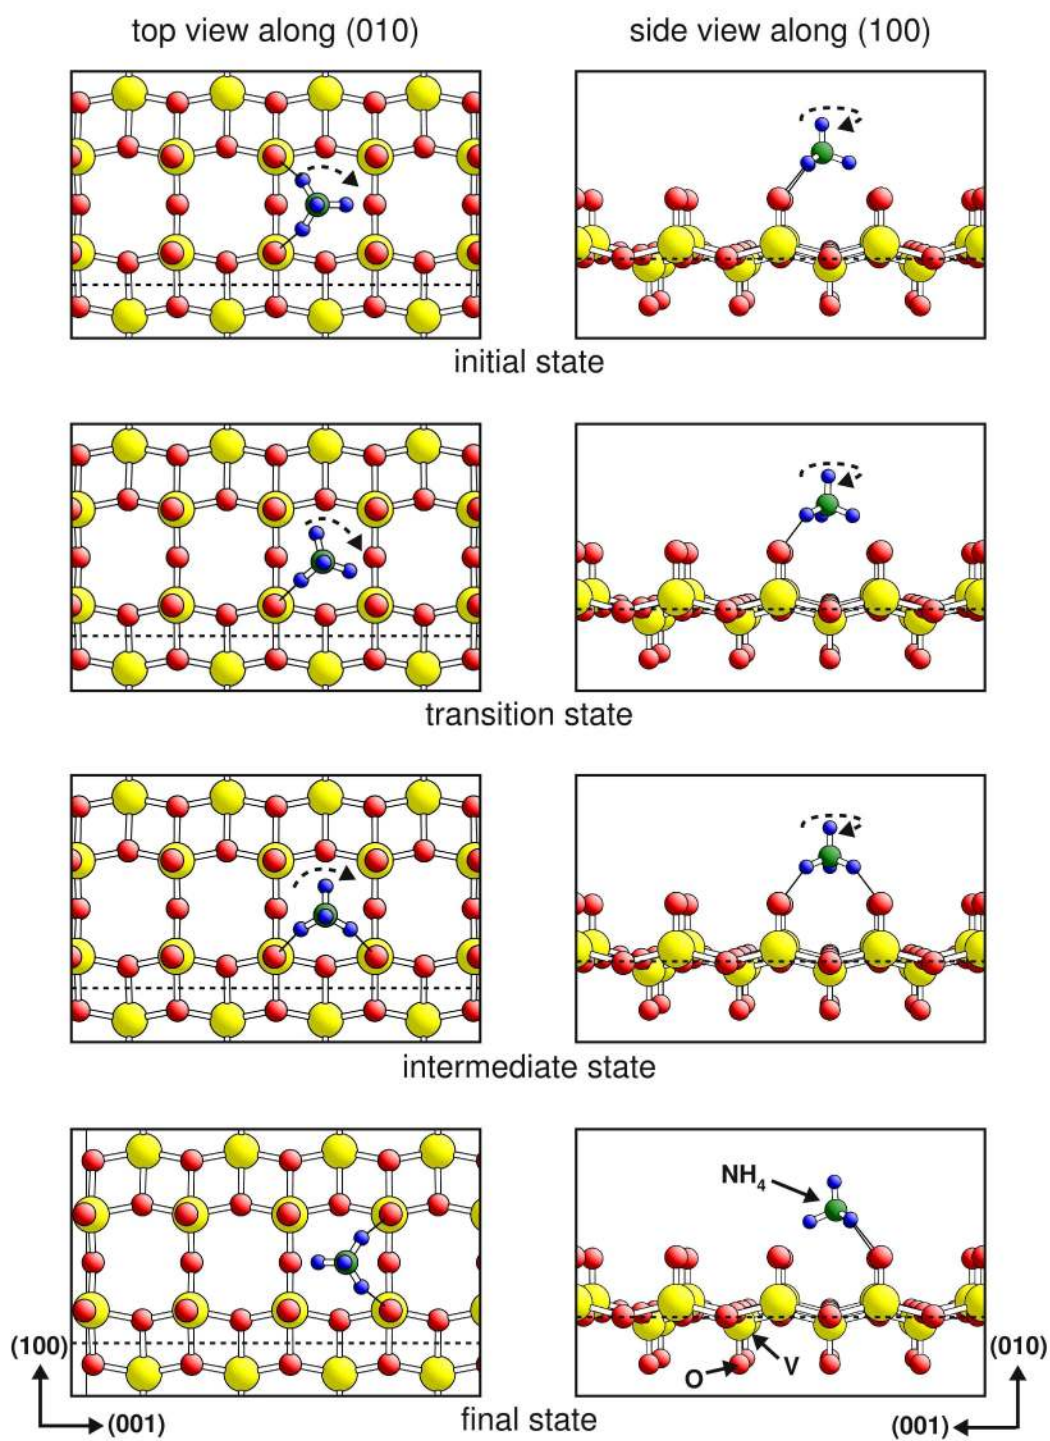 top view along (010)
side view along (100)
initial state
transition state
intermediate state
NH4
(100)
(010)
O
V
(001)
final state
(001)